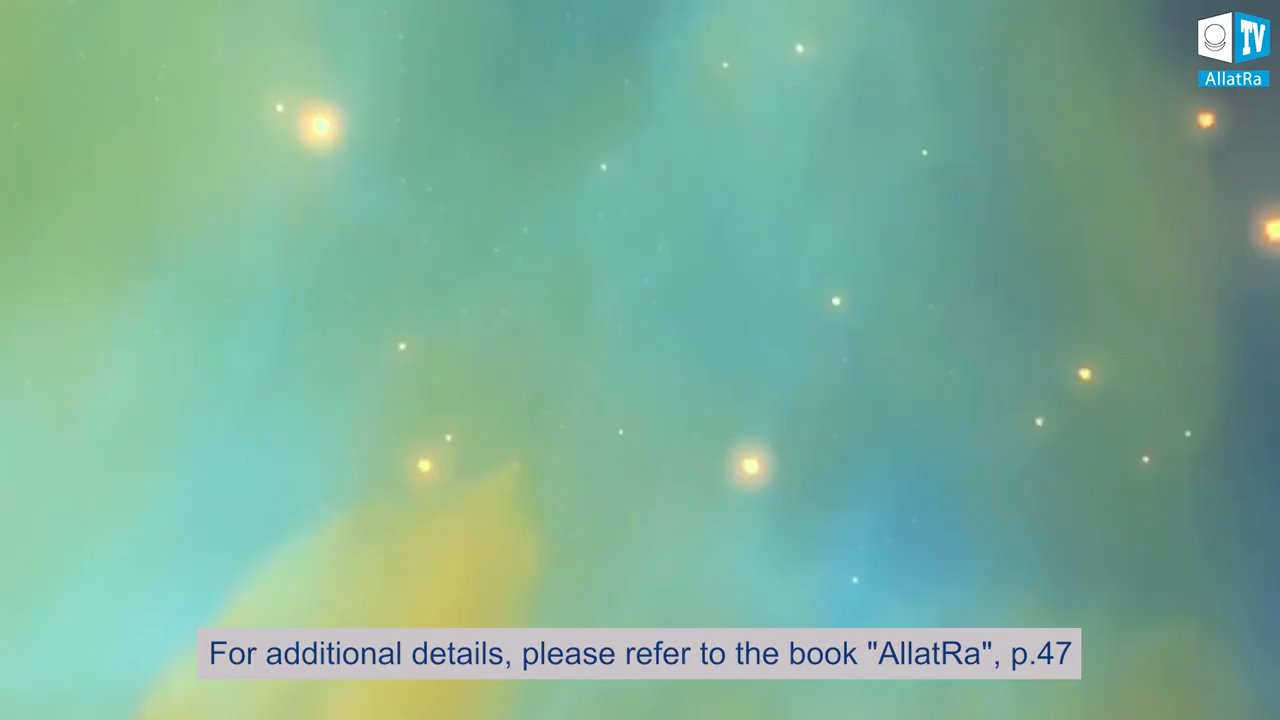 TV
AllatRa
For additional details, please refer to the book "AllatRa", p.47